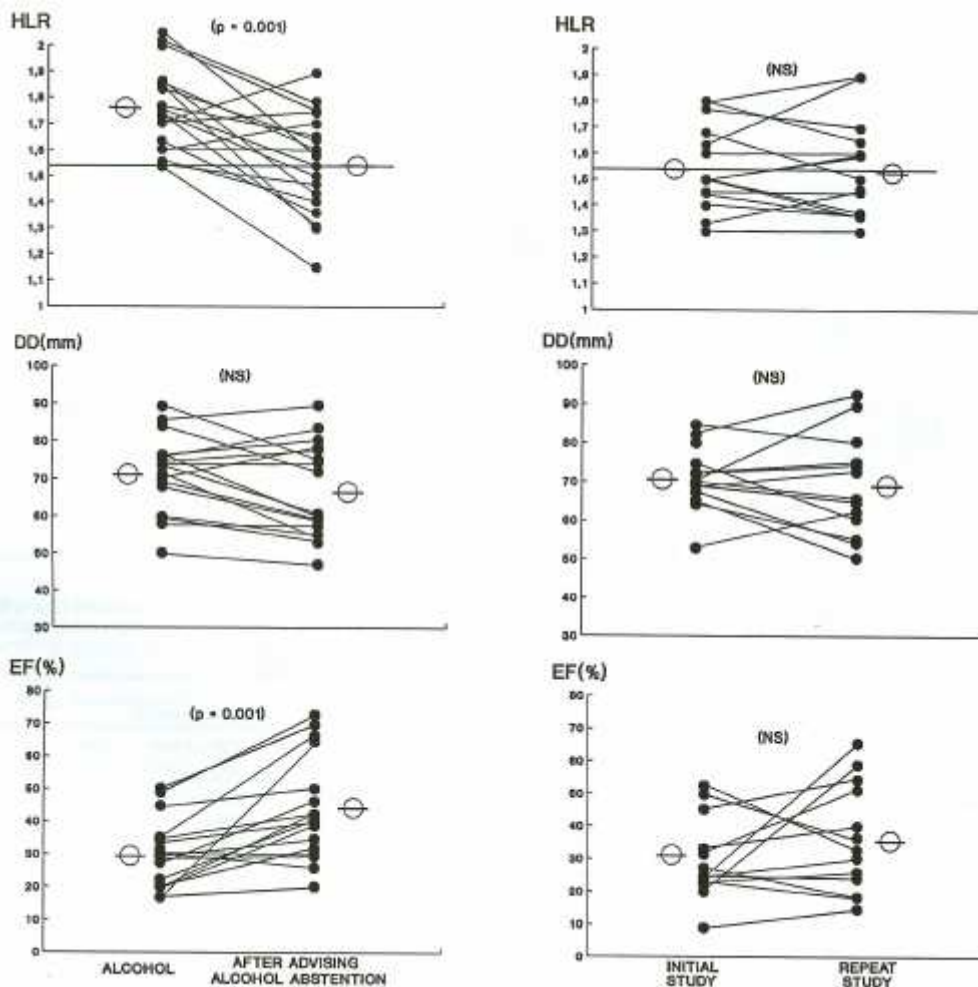 HLR
(p = 0.001)
2
1,9
1,8
1,7
1,6
1,5
1,4
1,3
1,2
1,1
1
DD(mm)
(NS)
100
90
80
70
60
50
40
30
EF(%)
(p = 0.001)
80
70
60
50
40
30
20
10
0
ALCOHOL
AFTER ADVISING
ALCOHOL ABSTENTION
HLR
(NS)
2
1,9
1,8
1,7
1,6
1,5
1,4
1,3
1,2
1,1
1
DD(mm)
(NS)
100
90
80
70
60
50
40
30
EF(%)
(NS)
80
70
60
50
40
30
20
10
0
INITIAL
STUDY
REPEAT
STUDY